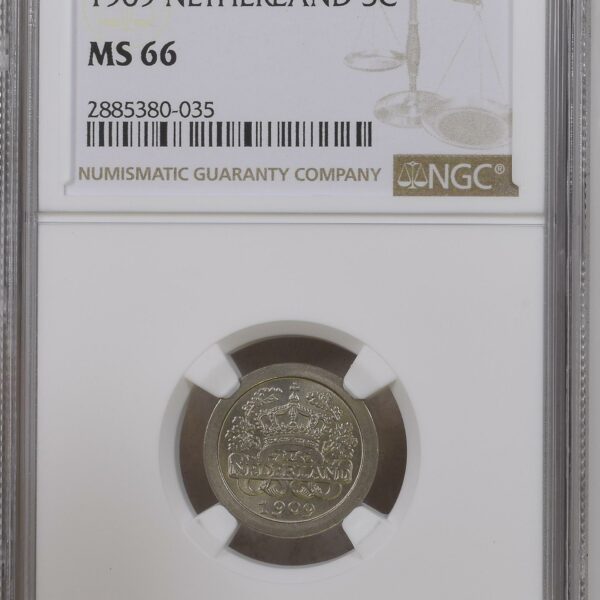 1909 NETHERLAND 5C
MS 66
2885380-035
NUMISMATIC GUARANTY COMPANY
NGC®
NEDERLAND
1909